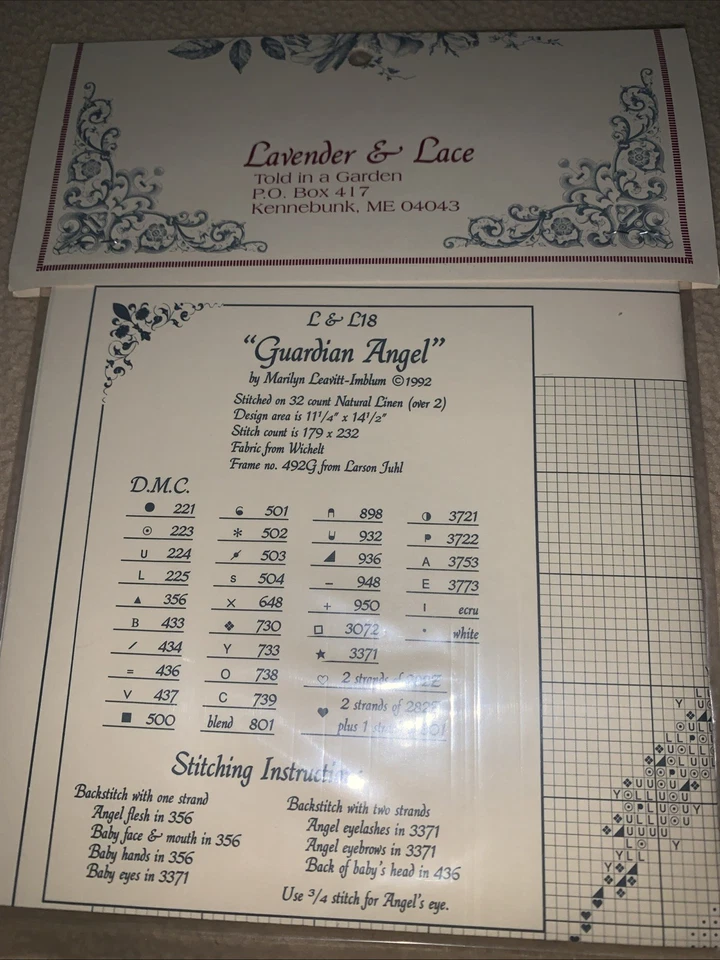 Lavender & Lace
Told in a Garden
P.O. Box 417
Kennebunk, ME 04043
L & L18
"Guardian Angel"
by Marilyn Leavitt-Imblum ©1992
Stitched on 32 count Natural Linen (over 2)
Design area is 11¼" x 14½"
Stitch count is 179 x 232
Fabric from Wichelt
Frame no. 492G from Larson Juhl
D.M.C.
● 221
⊙ 223
U 224
L 225
▲ 356
B 433
/ 434
= 436
V 437
■ 500
501
* 502
503
S 504
× 648
❖ 730
Y 733
O 738
C 739
blend 801
898
932
◢ 936
− 948
+ 950
□ 3072
★ 3371
♡ 2 strands of
♥ 2 strands of
plus 1
◑ 3721
P 3722
A 3753
E 3773
I ecru
· white
Stitching
Backstitch with one strand
Angel flesh in 356
Baby face & mouth in 356
Baby hands in 356
Baby eyes in 3371
Backstitch with two strands
Angel eyelashes in 3371
Angel eyebrows in 3371
Back of baby's head in 436
Use ¾ stitch for Angel's eye.